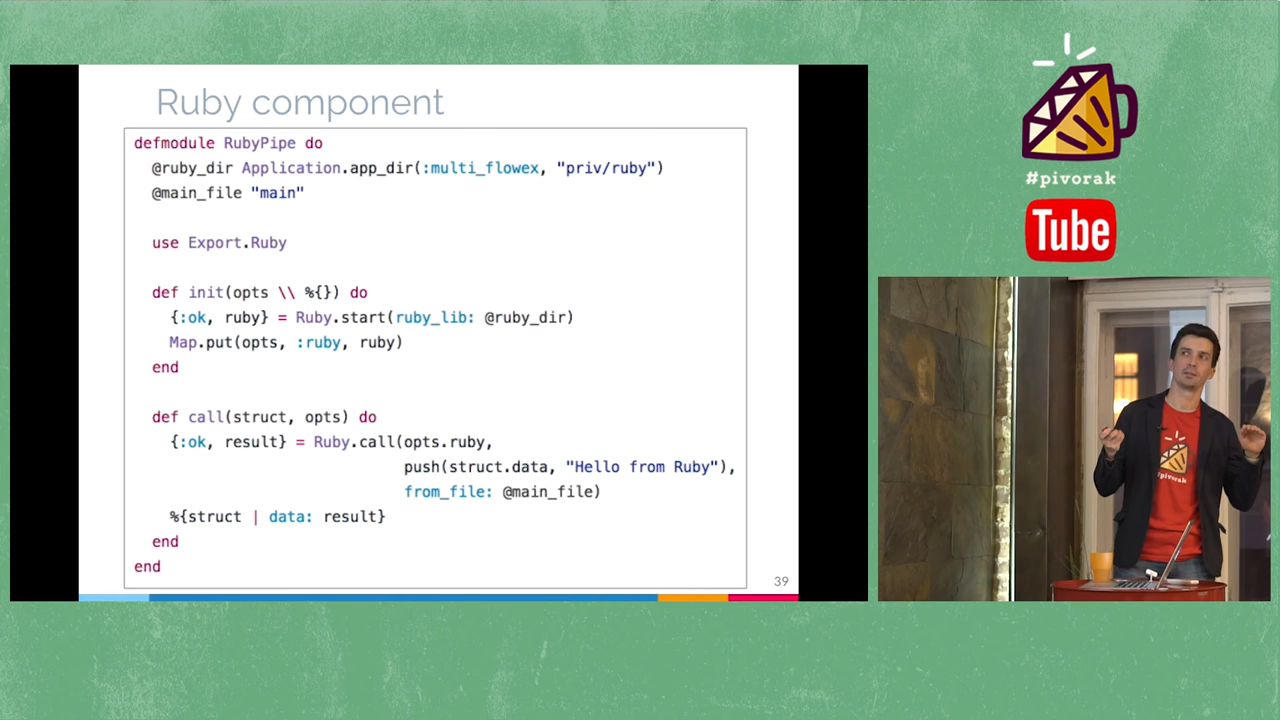 Ruby component
defmodule RubyPipe do
  @ruby_dir Application.app_dir(:multi_flowex, "priv/ruby")
  @main_file "main"
  use Export.Ruby
  def init(opts \\ %{}) do
    {:ok, ruby} = Ruby.start(ruby_lib: @ruby_dir)
    Map.put(opts, :ruby, ruby)
  end
  def call(struct, opts) do
    {:ok, result} = Ruby.call(opts.ruby,
                              push(struct.data, "Hello from Ruby"),
                              from_file: @main_file)
    %{struct | data: result}
  end
end
39
#pivorak
Tube
#pivorak